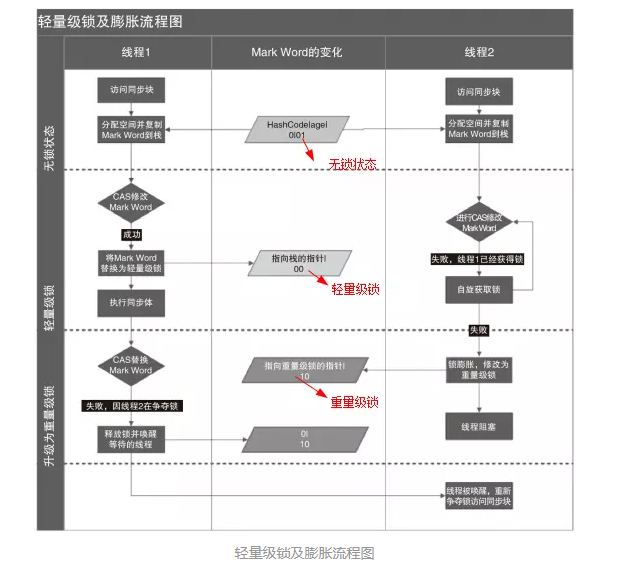 轻量级锁及膨胀流程图
线程1
Mark Word的变化
线程2
无锁状态
访问同步块
分配空间并复制
Mark Word到栈
HashCode|age|
0|01
无锁状态
访问同步块
分配空间并复制
Mark Word到栈
轻量级锁
CAS修改
Mark Word
成功
将Mark Word
替换为轻量级锁
执行同步体
指向栈的指针|
00
轻量级锁
进行CAS修改
Mark Word
失败，线程1已经获得锁
自旋获取锁
失败
升级为重量级锁
CAS替换
Mark Word
失败，因线程2在争夺锁
释放锁并唤醒
等待的线程
指向重量级锁的指针|
10
重量级锁
0|
10
锁膨胀，修改为
重量级锁
线程阻塞
线程被唤醒，重新
争夺锁访问同步块
轻量级锁及膨胀流程图